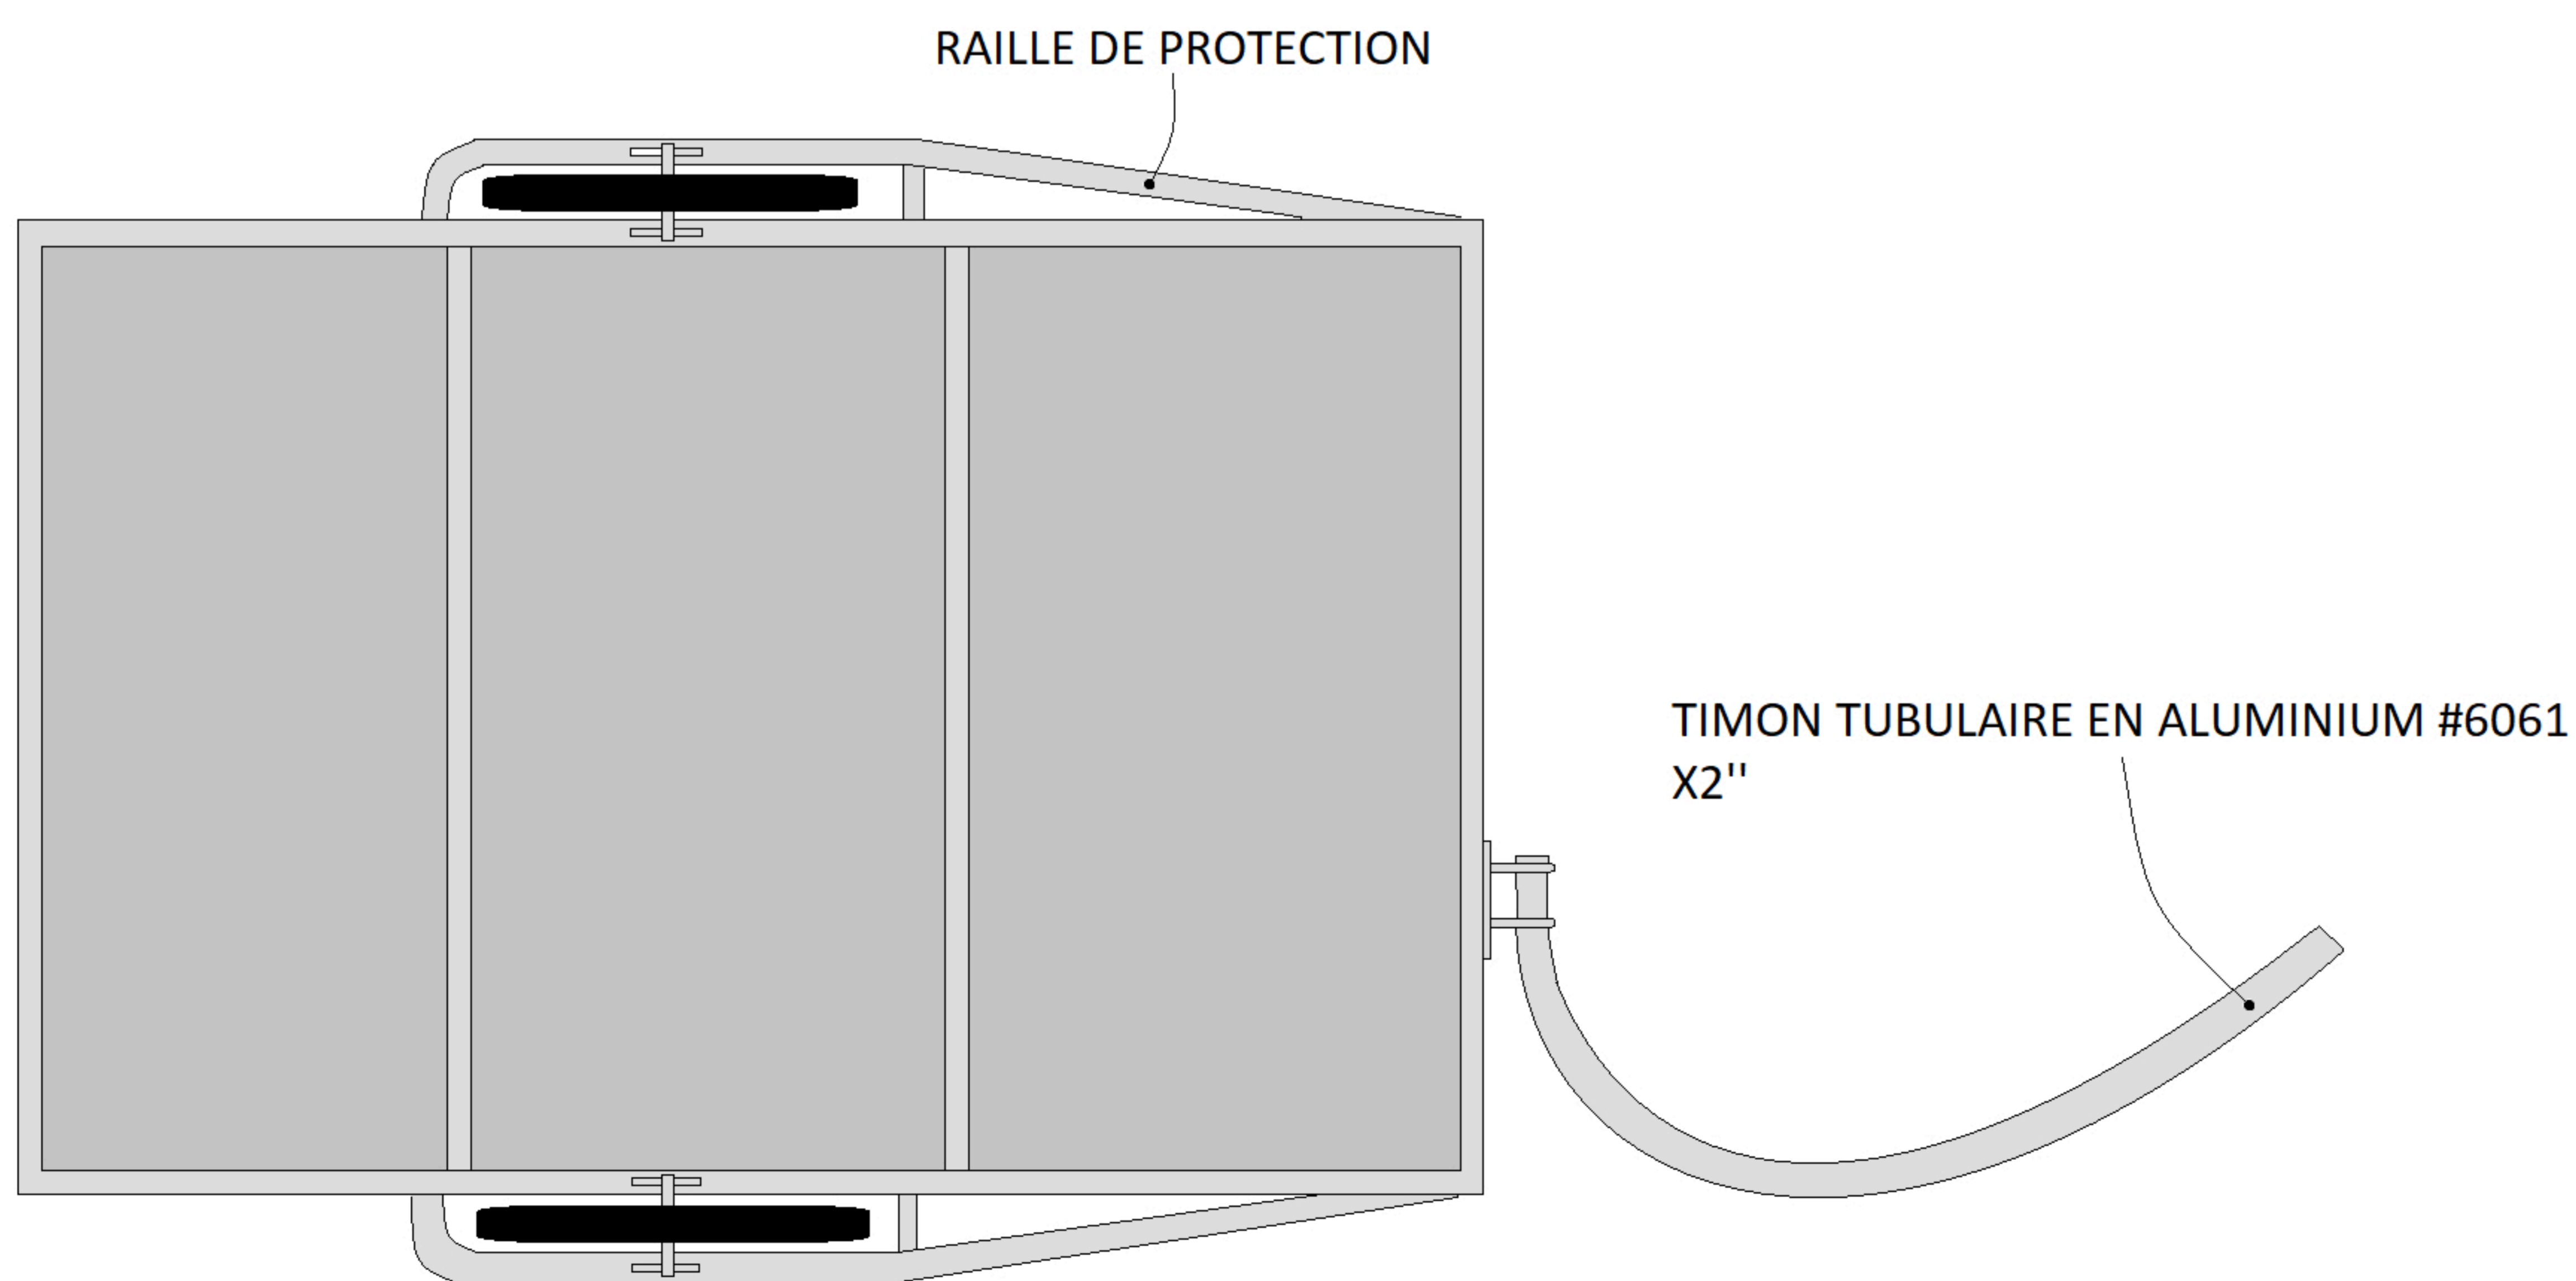 RAILLE DE PROTECTION
TIMON TUBULAIRE EN ALUMINIUM #6061
X2''